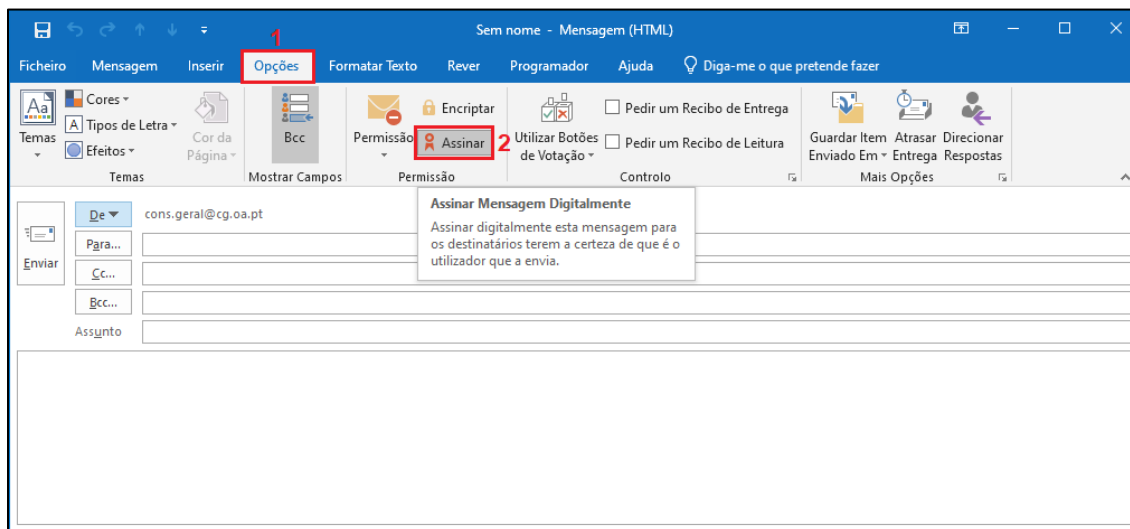 1
Sem nome - Mensagem (HTML)
Ficheiro Mensagem Inserir Opções Formatar Texto Rever Programador Ajuda Diga-me o que pretende fazer
Aa
Temas
Cores
A Tipos de Letra
Efeitos
Cor da
Página
Temas
Bcc
Mostrar Campos
Permissão
Encriptar
Assinar 2
Permissão
Utilizar Botões
de Votação
Pedir um Recibo de Entrega
Pedir um Recibo de Leitura
Controlo
Guardar Item
Enviado Em
Atrasar
Entrega
Direcionar
Respostas
Mais Opções
Assinar Mensagem Digitalmente
Assinar digitalmente esta mensagem para
os destinatários terem a certeza de que é o
utilizador que a envia.
Enviar
De cons.geral@cg.oa.pt
Para...
Cc...
Bcc...
Assunto